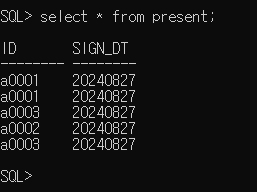 SQL> select * from present;
ID SIGN_DT
-------- --------
a0001 20240827
a0001 20240827
a0003 20240827
a0002 20240827
a0003 20240827
SQL>